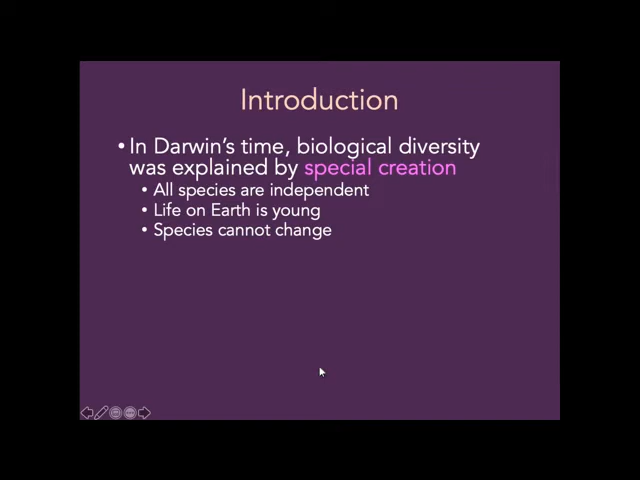 Introduction
• In Darwin’s time, biological diversity
was explained by special creation
• All species are independent
• Life on Earth is young
• Species cannot change